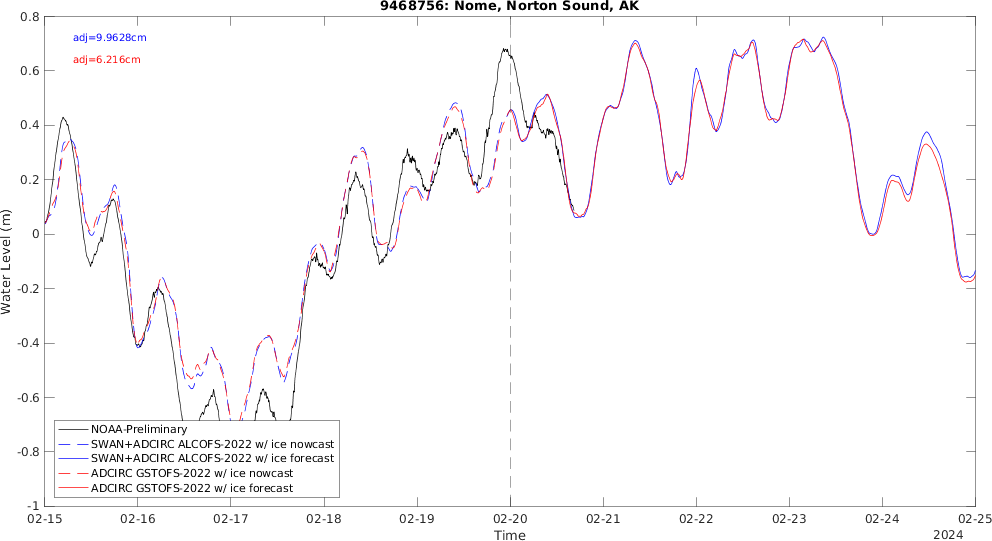 9468756: Nome, Norton Sound, AK
adj=9.9628cm
adj=6.216cm
0.8
0.6
0.4
0.2
0
-0.2
-0.4
-0.6
-0.8
-1
Water Level (m)
NOAA-Preliminary
SWAN+ADCIRC ALCOFS-2022 w/ ice nowcast
SWAN+ADCIRC ALCOFS-2022 w/ ice forecast
ADCIRC GSTOFS-2022 w/ ice nowcast
ADCIRC GSTOFS-2022 w/ ice forecast
02-15 02-16 02-17 02-18 02-19 02-20 02-21 02-22 02-23 02-24 02-25
Time
2024